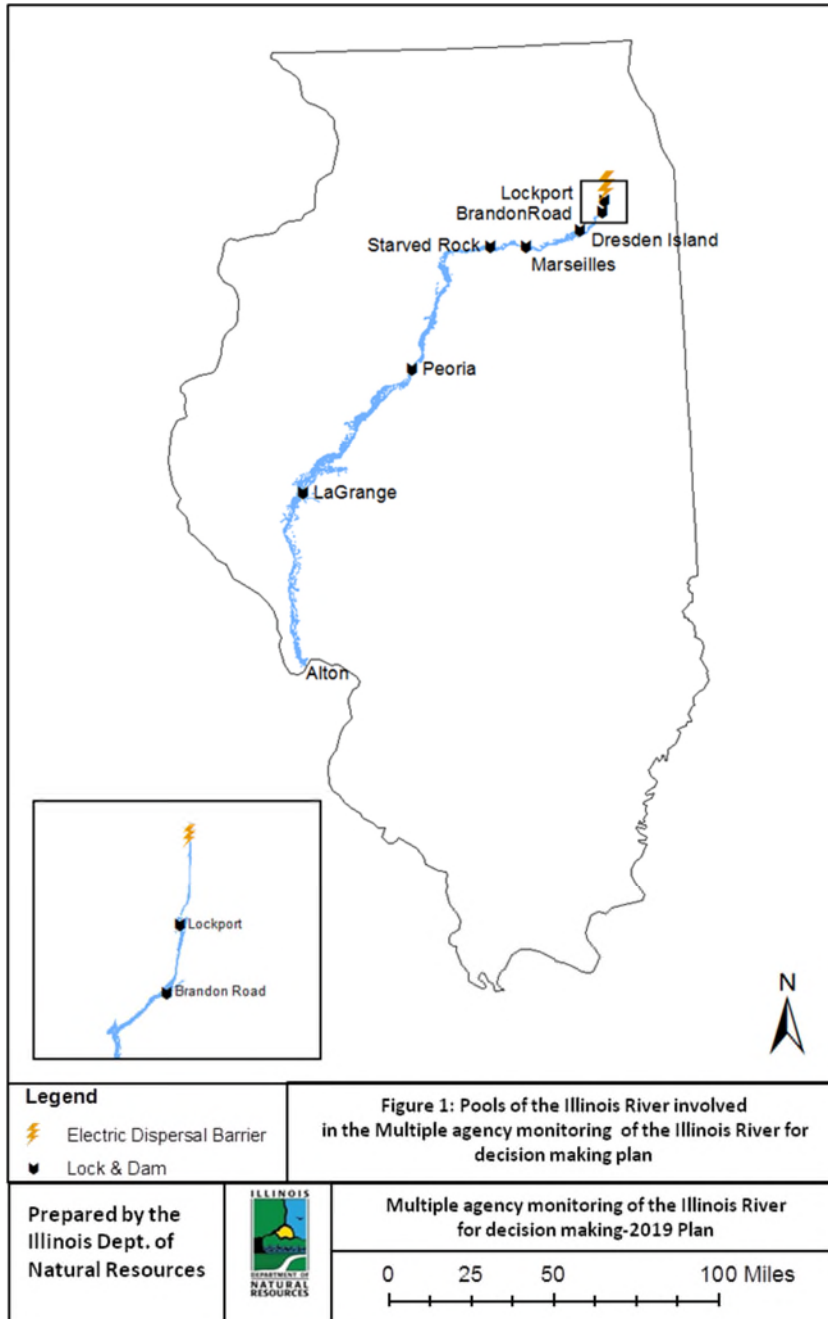 Lockport
BrandonRoad
Dresden Island
Starved Rock
Marseilles
Peoria
LaGrange
Alton
Lockport
Brandon Road
N
Legend
Electric Dispersal Barrier
Lock & Dam
Figure 1: Pools of the Illinois River involved
in the Multiple agency monitoring of the Illinois River for
decision making plan
Prepared by the
Illinois Dept. of
Natural Resources
ILLINOIS
DEPARTMENT OF
NATURAL
RESOURCES
Multiple agency monitoring of the Illinois River
for decision making-2019 Plan
0 25 50 100 Miles